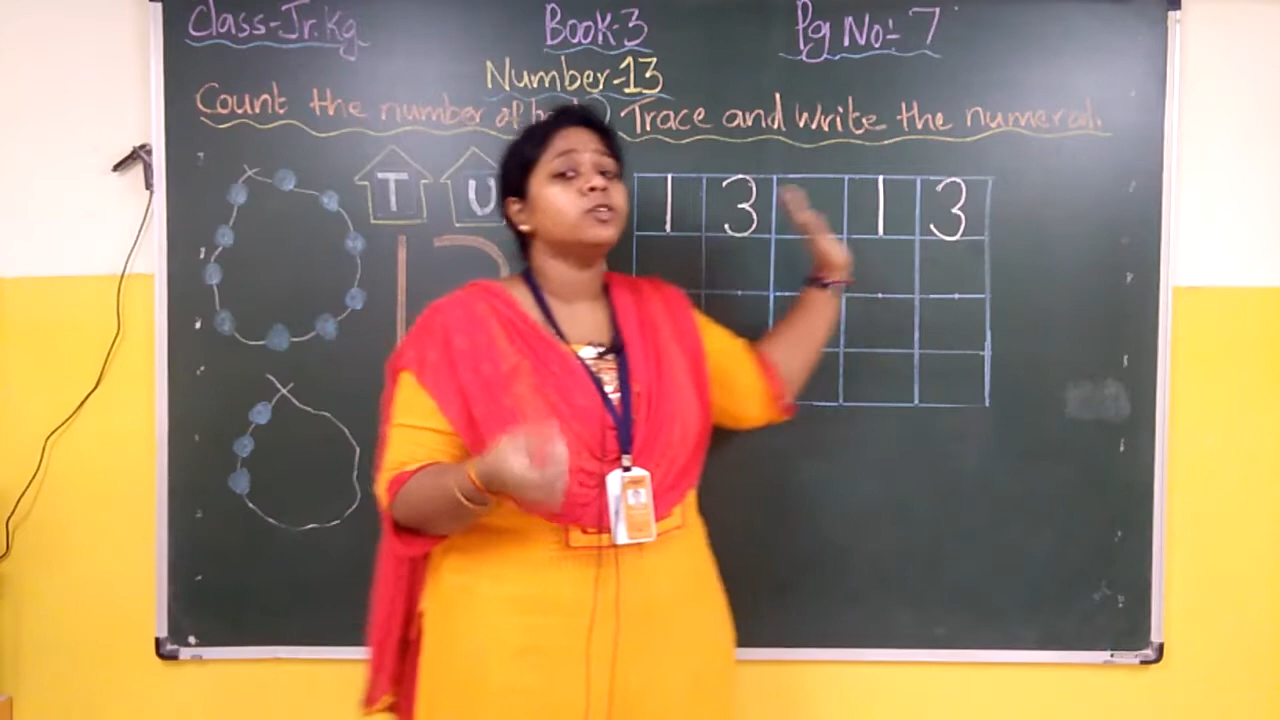 Class-Jr.Kg Book-3 Pg No:- 7
Number-13
Count the number of Trace and Write the numeral.
T U
1 3 1 3
1